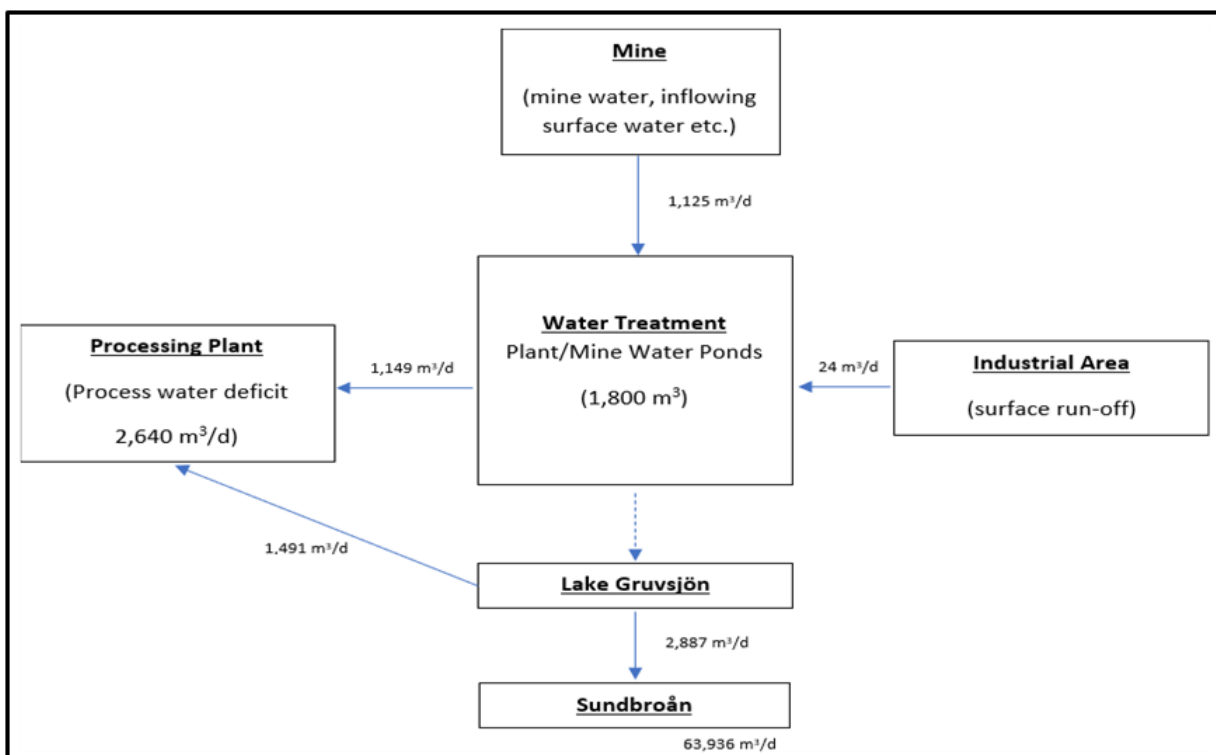 Mine
(mine water, inflowing
surface water etc.)
1,125 m³/d
Water Treatment
Plant/Mine Water Ponds
(1,800 m³)
Processing Plant
(Process water deficit
2,640 m³/d)
1,149 m³/d
24 m³/d
Industrial Area
(surface run-off)
1,491 m³/d
Lake Gruvsjön
2,887 m³/d
Sundbroån
63,936 m³/d